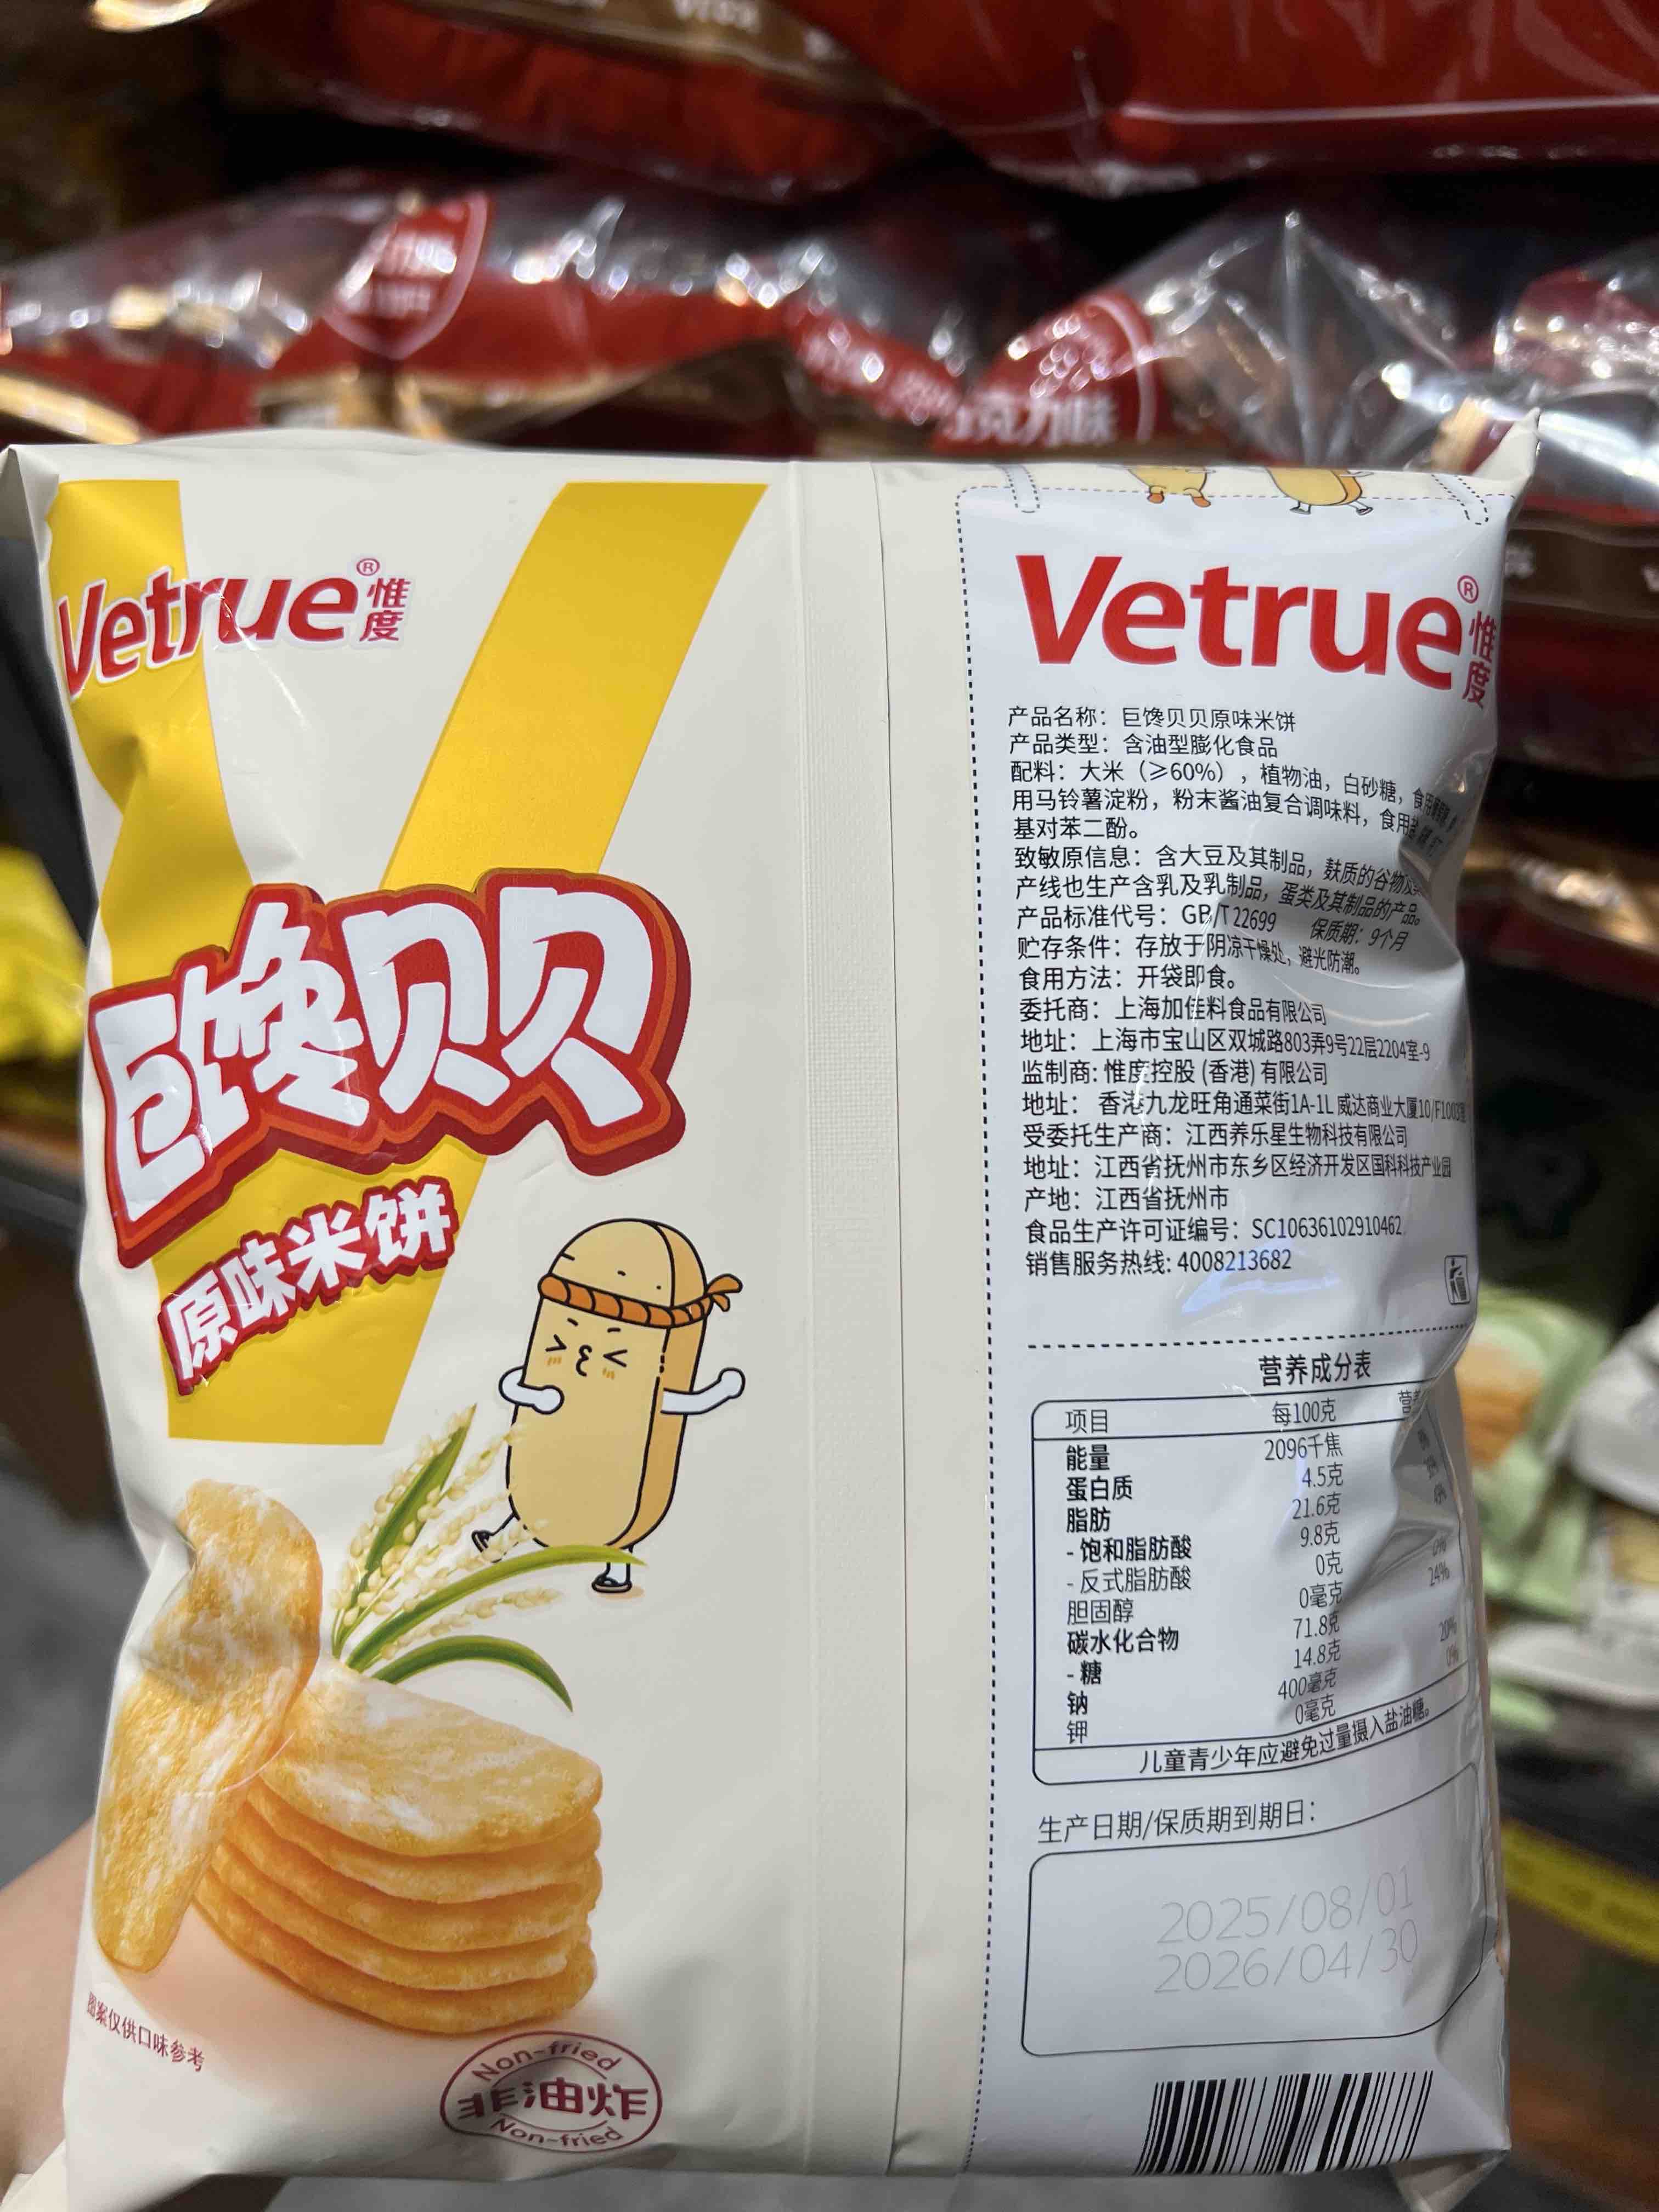 克力味
Vetrue®
惟度
巨馋贝贝
原味米饼
图案仅供口味参考
Non-fried
非油炸
Non-fried
Vetrue®
惟度
产品名称：巨馋贝贝原味米饼
产品类型：含油型膨化食品
配料：大米（≥60%），植物油，白砂糖，食用
用马铃薯淀粉，粉末酱油复合调味料，食用
基对苯二酚。
致敏原信息：含大豆及其制品，麸质的谷物及
产线也生产含乳及乳制品，蛋类及其制品的产品。
产品标准代号：GB/T 22699 保质期：9个月
贮存条件：存放于阴凉干燥处，避光防潮。
食用方法：开袋即食。
委托商：上海加佳料食品有限公司
地址：上海市宝山区双城路803弄9号22层2204室-9
监制商：惟度控股(香港)有限公司
地址：香港九龙旺角通菜街1A-1L威达商业大厦10/F1003室
受委托生产商：江西养乐星生物科技有限公司
地址：江西省抚州市东乡区经济开发区国科科技产业园
产地：江西省抚州市
食品生产许可证编号：SC10636102910462
销售服务热线：4008213682
营养成分表
项目 每100克 营养
能量 2096千焦
蛋白质 4.5克
脂肪 21.6克
- 饱和脂肪酸 9.8克
- 反式脂肪酸 0克 0%
胆固醇 0毫克
碳水化合物 71.8克 24%
- 糖 14.8克
钠 400毫克 20%
钾 0毫克 0%
儿童青少年应避免过量摄入盐油糖。
生产日期/保质期到期日：
2025/08/01
2026/04/30